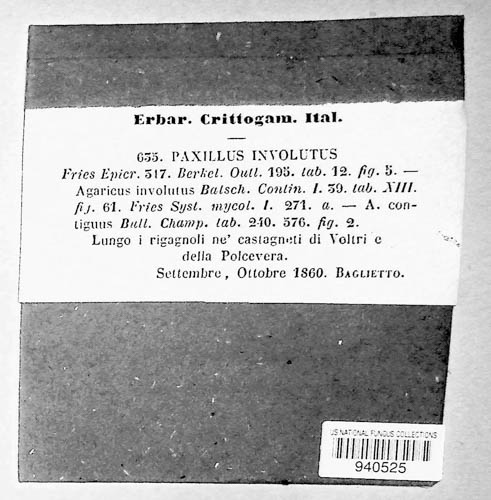 Erbar. Crittogam. Ital.
635. PAXILLUS INVOLUTUS
Fries Epicr. 317. Berkel. Outl. 195. tab. 12. fig. 5. —
Agaricus involutus Batsch. Contin. I. 39. tab. XIII.
fig. 61. Fries Syst. mycol. I. 271. a. — A. con-
tiguus Bull. Champ. tab. 240. 576. fig. 2.
Lungo i rigagnoli ne' castagneti di Voltri e
della Polcevera.
Settembre, Ottobre 1860. BAGLIETTO.
US NATIONAL FUNGUS COLLECTIONS
940525